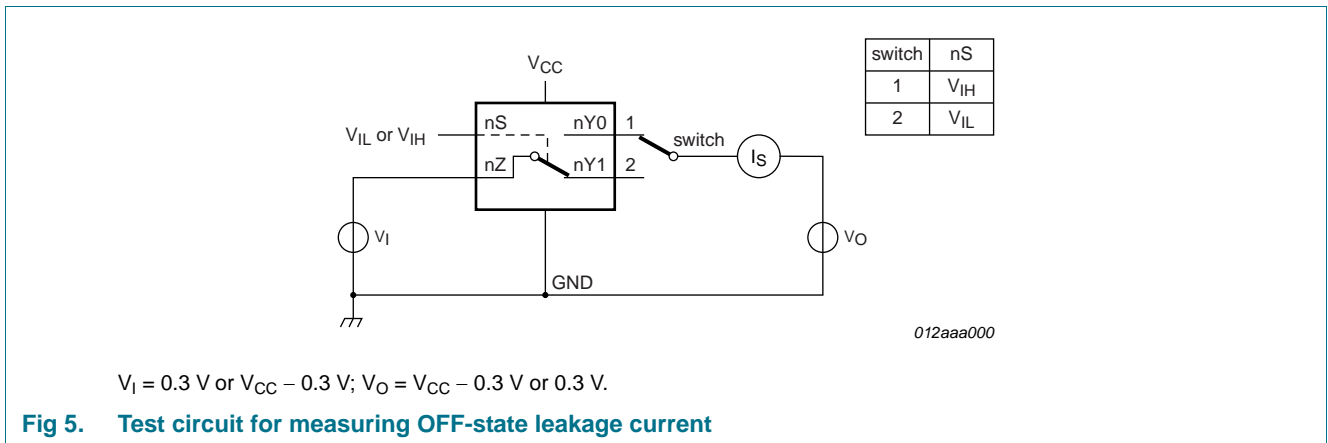 switch nS
1 VIH
2 VIL
VCC
VIL or VIH
nS
nY0
1
switch
IS
nZ
nY1
2
VI
VO
GND
012aaa000
VI = 0.3 V or VCC − 0.3 V; VO = VCC − 0.3 V or 0.3 V.
Fig 5. Test circuit for measuring OFF-state leakage current